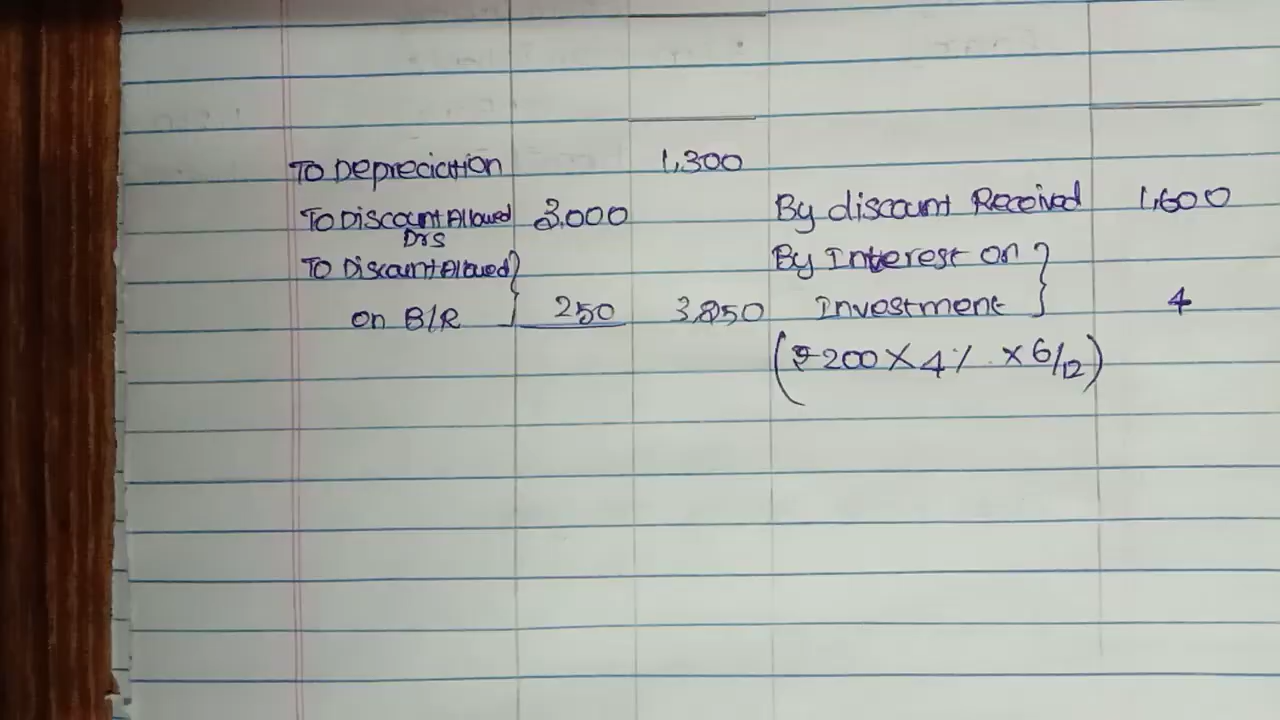 To Depreciation 1,300
To Discount Allowed 3,000 By discount Received 1,600
Drs
To Discount Allowed } By Interest on }
on B/R 250 3,250 Investment 4
(₹200 X 4% X 6/12)